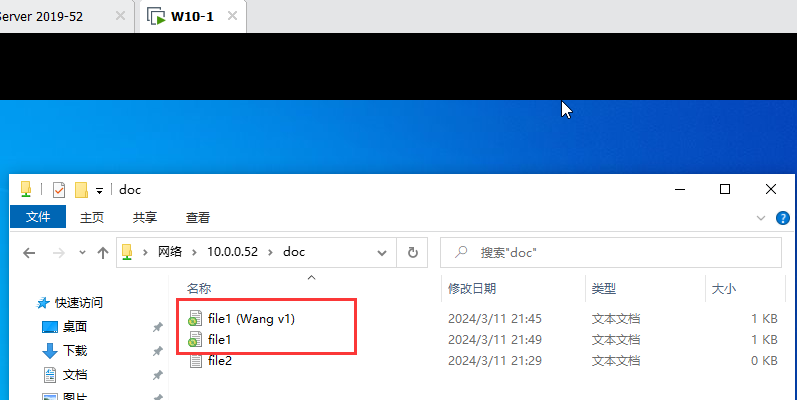 Server 2019-52
W10-1
doc
文件 主页 共享 查看
网络 10.0.0.52 doc 搜索"doc"
名称 修改日期 类型 大小
快速访问
file1 (Wang v1) 2024/3/11 21:45 文本文档 1 KB
桌面
file1 2024/3/11 21:49 文本文档 1 KB
下载
file2 2024/3/11 21:29 文本文档 0 KB
文档
图片